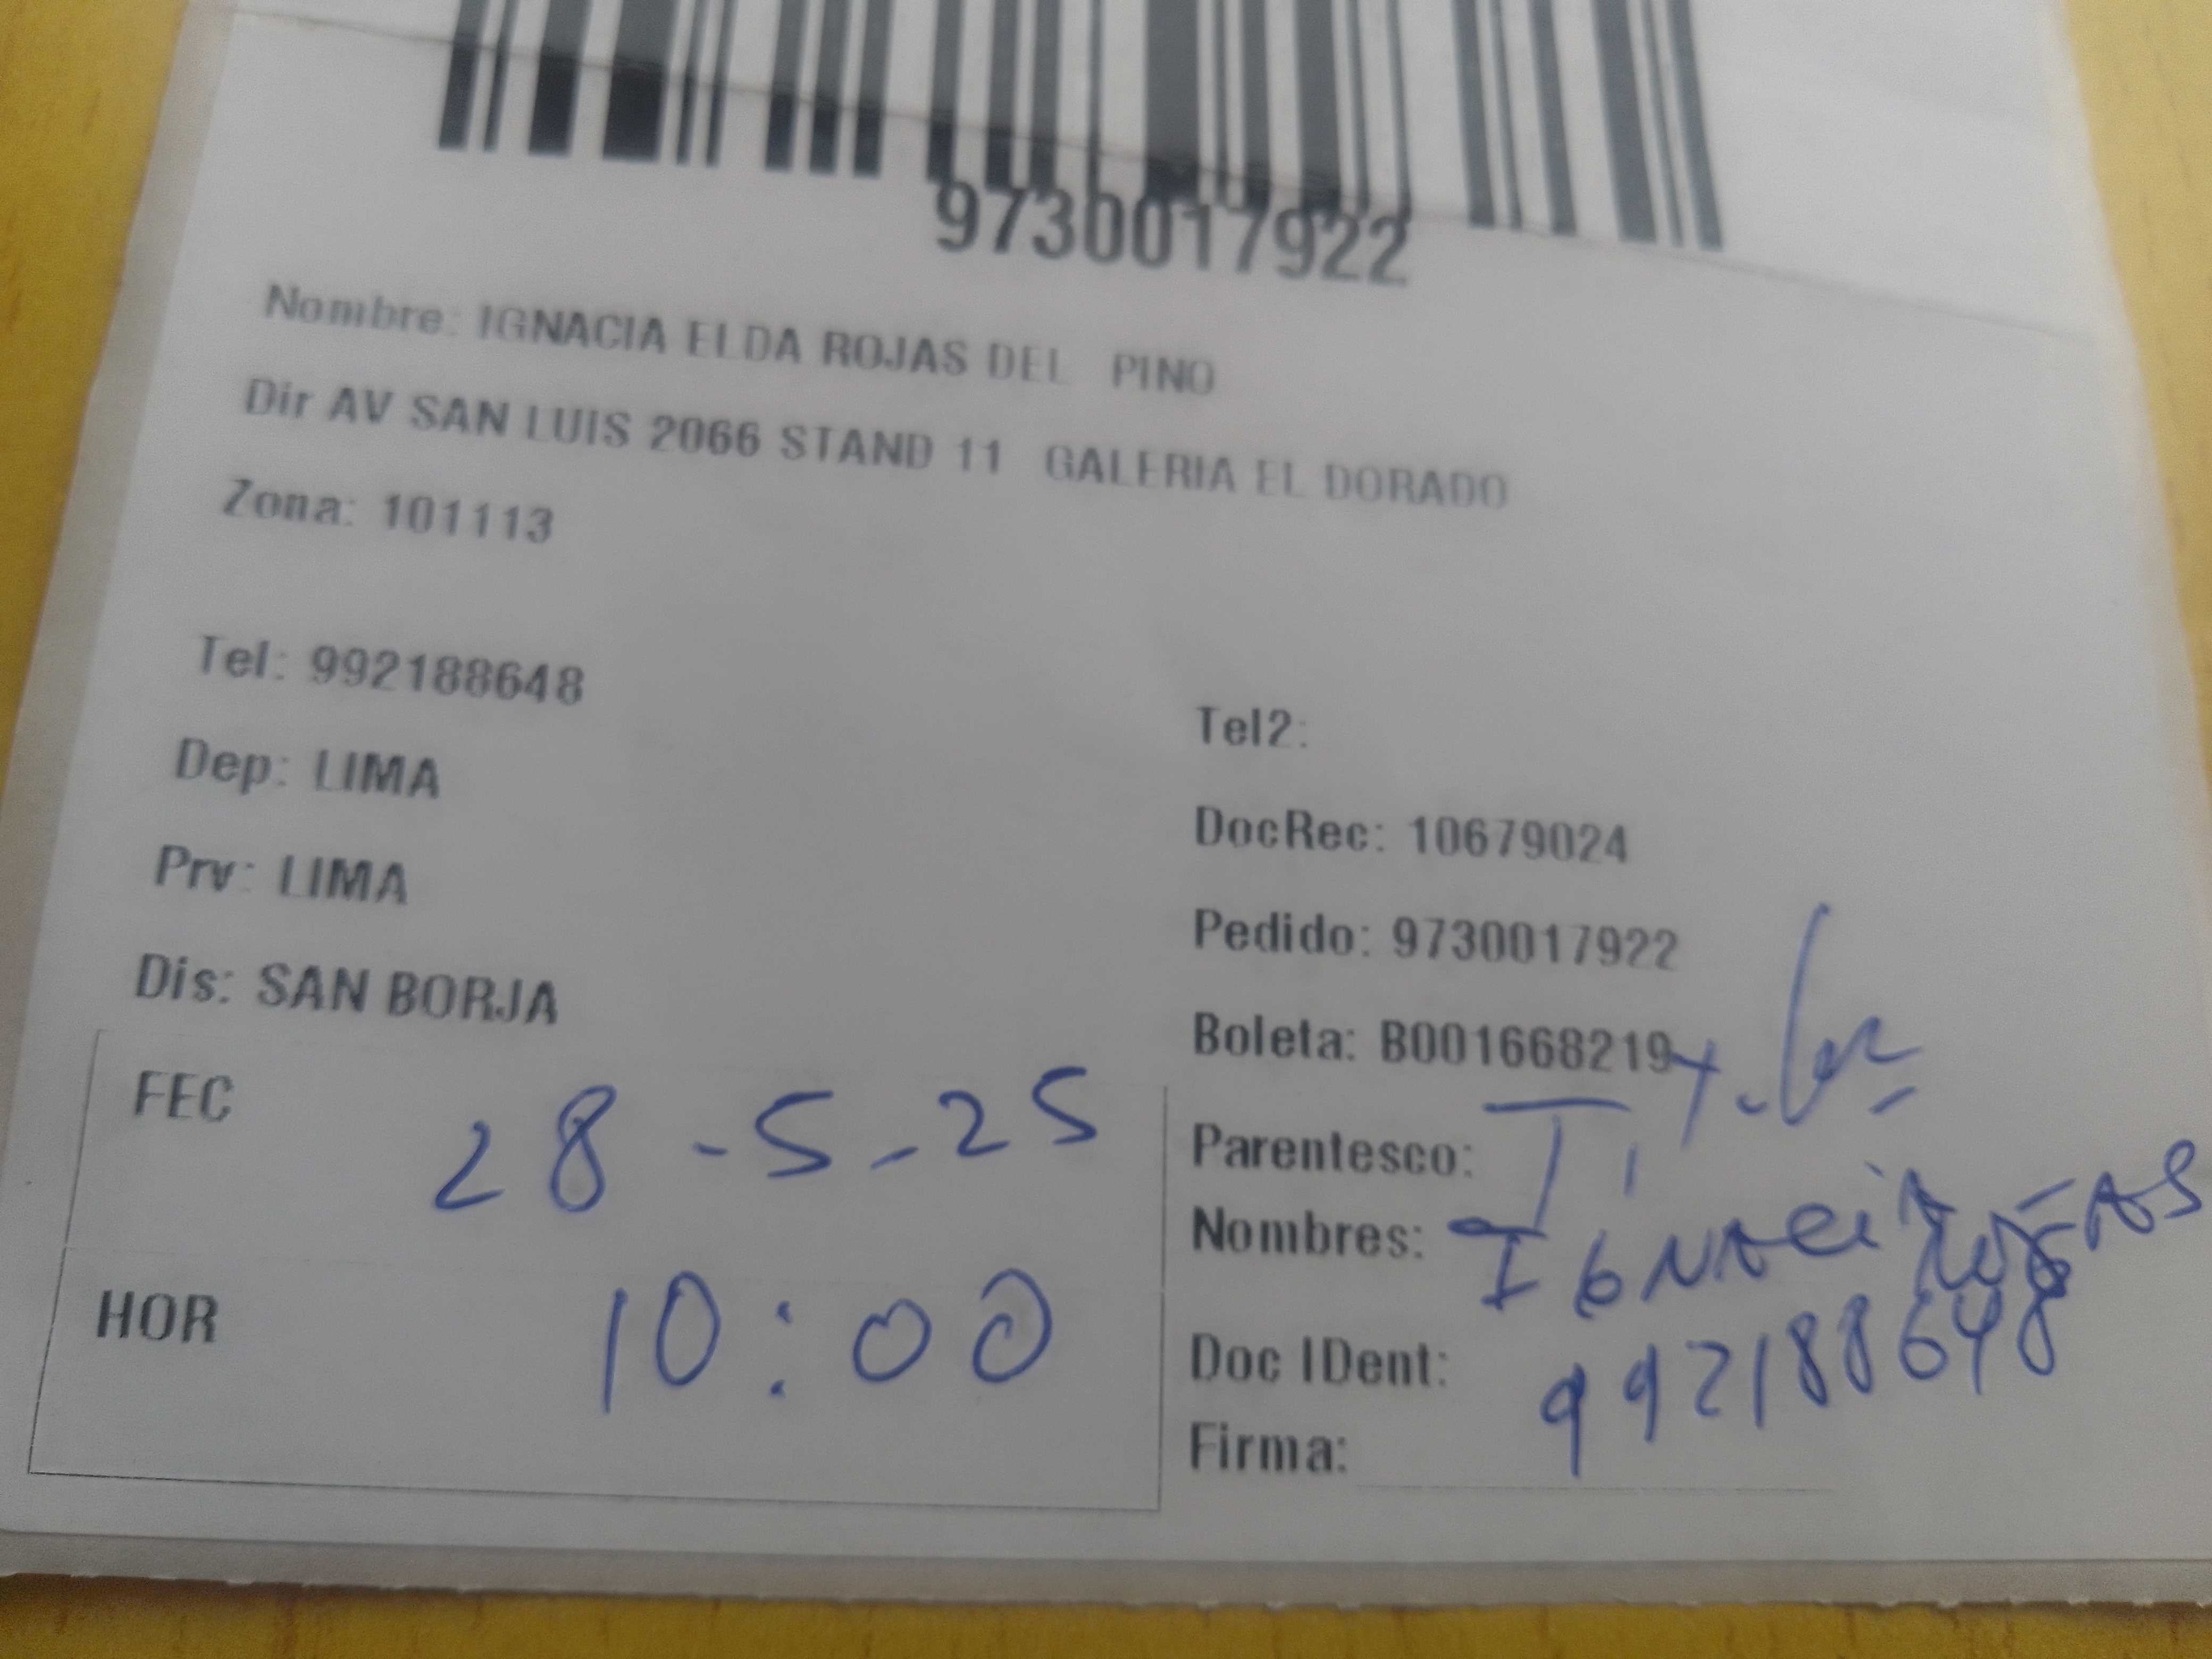 9730017922
Nombre: IGNACIA ELDA ROJAS DEL PINO
Dir AV SAN LUIS 2066 STAND 11 GALERIA EL DORADO
Zona: 101113
Tel: 992188648
Tel2:
Dep: LIMA
DocRec: 10679024
Prv: LIMA
Pedido: 9730017922
Dis: SAN BORJA
Boleta: B001668219
FEC 28-5-25
Parentesco:
Nombres: IGNACIA ROJAS
HOR 10:00
Doc IDent: 992188648
Firma: